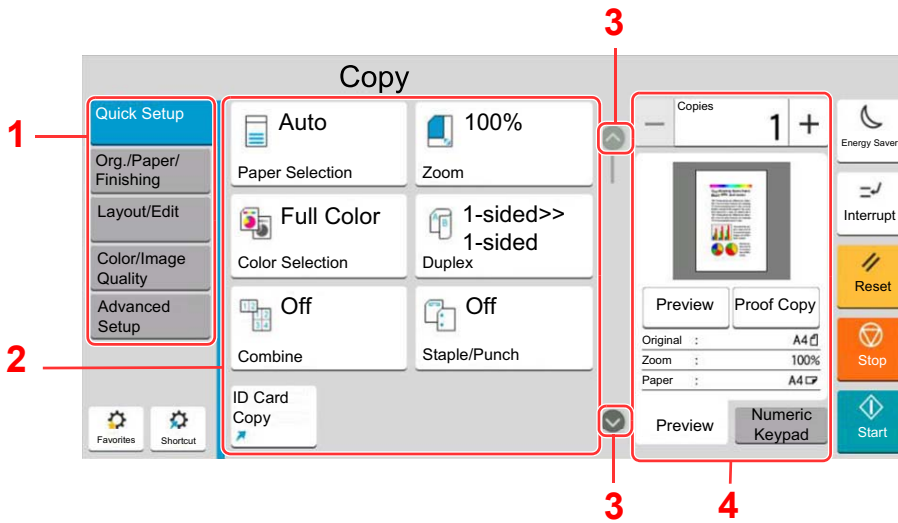 3
Copy
1
Quick Setup
Org./Paper/
Finishing
Layout/Edit
Color/Image
Quality
Advanced
Setup
Favorites
Shortcut
2
Auto
Paper Selection
100%
Zoom
Full Color
Color Selection
1-sided>>
1-sided
Duplex
Off
Combine
Off
Staple/Punch
ID Card
Copy
3
Copies
1
Preview
Proof Copy
Original : A4
Zoom : 100%
Paper : A4
Preview
Numeric
Keypad
4
Energy Saver
Interrupt
Reset
Stop
Start